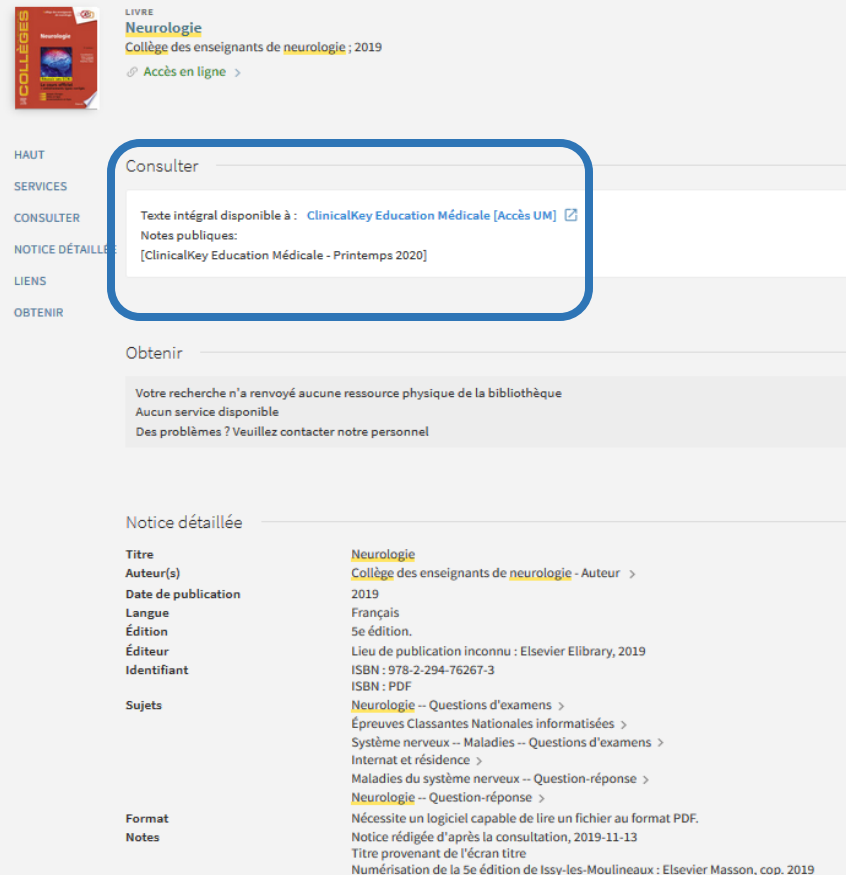 COLLÈGES
Neurologie
LIVRE
Neurologie
Collège des enseignants de neurologie ; 2019
Accès en ligne
HAUT
SERVICES
CONSULTER
NOTICE DÉTAILLÉE
LIENS
OBTENIR
Consulter
Texte intégral disponible à : ClinicalKey Education Médicale [Accès UM]
Notes publiques:
[ClinicalKey Education Médicale - Printemps 2020]
Obtenir
Votre recherche n'a renvoyé aucune ressource physique de la bibliothèque
Aucun service disponible
Des problèmes ? Veuillez contacter notre personnel
Notice détaillée
Titre Neurologie
Auteur(s) Collège des enseignants de neurologie - Auteur
Date de publication 2019
Langue Français
Édition 5e édition.
Éditeur Lieu de publication inconnu : Elsevier Elibrary, 2019
Identifiant ISBN : 978-2-294-76267-3
ISBN : PDF
Sujets Neurologie -- Questions d'examens
Épreuves Classantes Nationales informatisées
Système nerveux -- Maladies -- Questions d'examens
Internat et résidence
Maladies du système nerveux -- Question-réponse
Neurologie -- Question-réponse
Format Nécessite un logiciel capable de lire un fichier au format PDF.
Notes Notice rédigée d'après la consultation, 2019-11-13
Titre provenant de l'écran titre
Numérisation de la 5e édition de Issy-les-Moulineaux : Elsevier Masson, cop. 2019